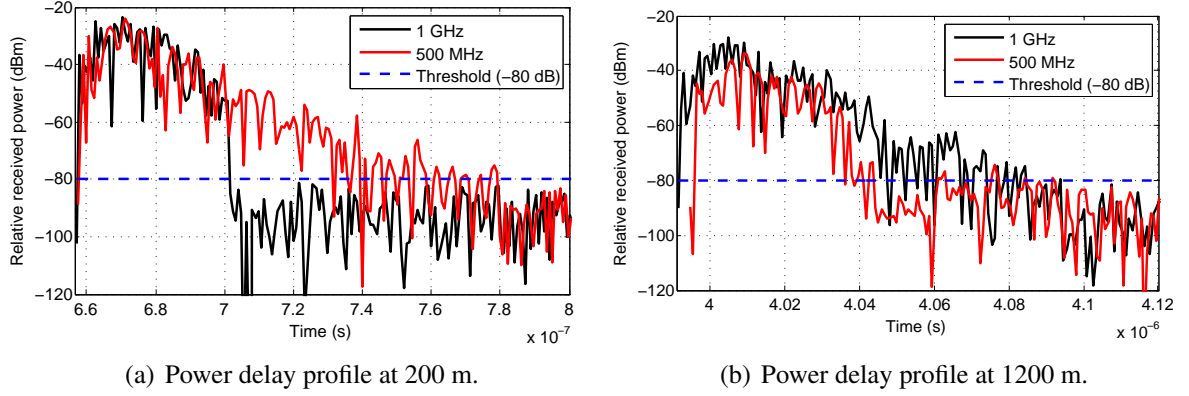 −20
−40
−60
−80
−100
−120
Relative received power (dBm)
1 GHz
500 MHz
Threshold (−80 dB)
6.6 6.8 7 7.2 7.4 7.6 7.8 8
Time (s)
x 10⁻⁷
(a) Power delay profile at 200 m.
−20
−40
−60
−80
−100
−120
Relative received power (dBm)
1 GHz
500 MHz
Threshold (−80 dB)
4 4.02 4.04 4.06 4.08 4.1 4.12
Time (s)
x 10⁻⁶
(b) Power delay profile at 1200 m.